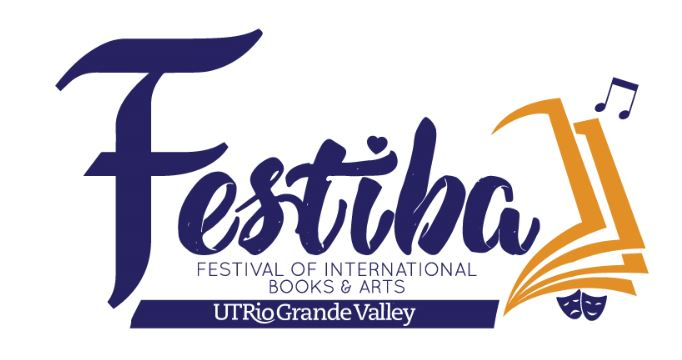 Festiba
FESTIVAL OF INTERNATIONAL
BOOKS & ARTS
UTRio Grande Valley